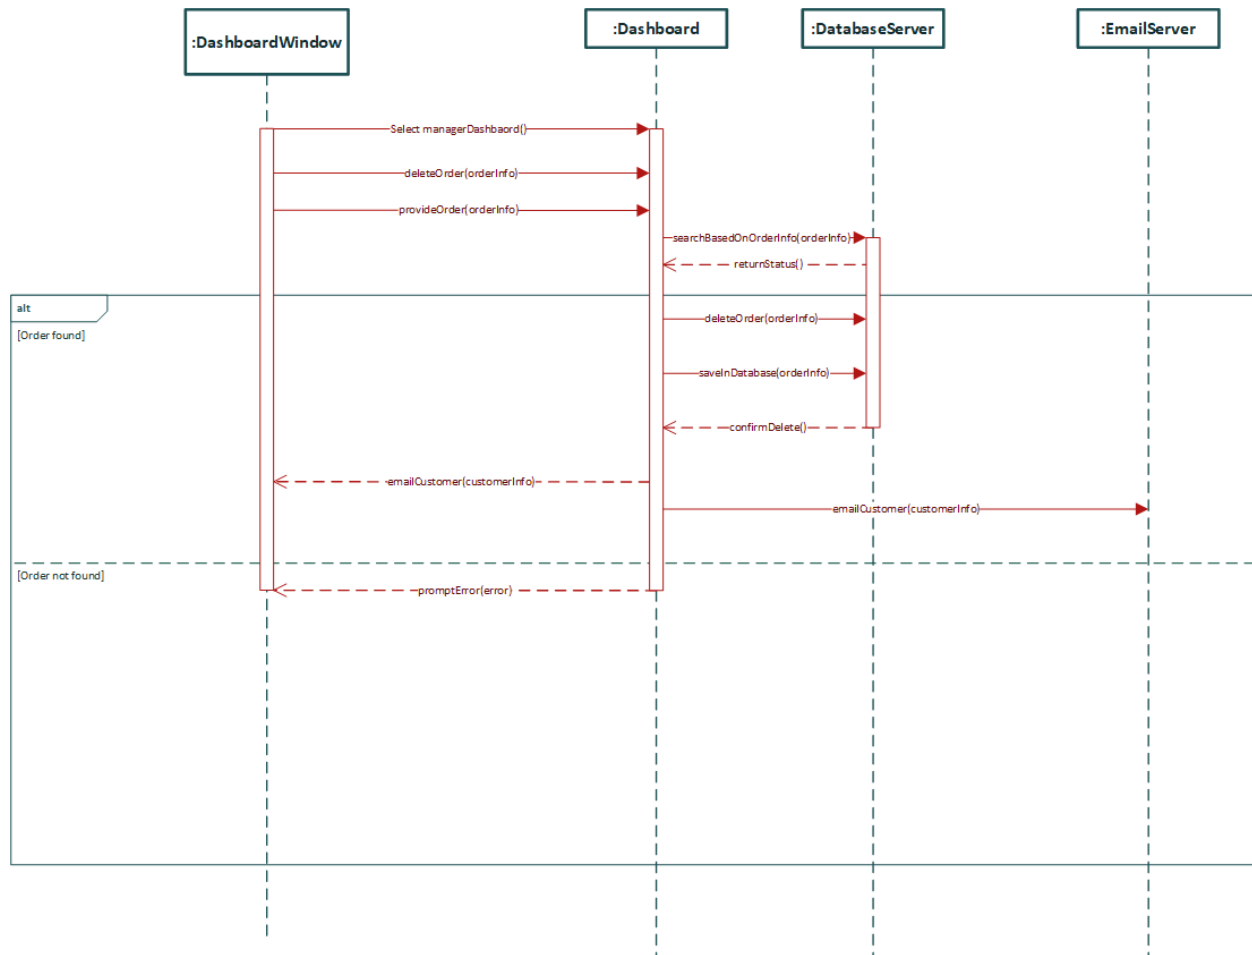 :DashboardWindow
:Dashboard
:DatabaseServer
:EmailServer
Select managerDashbaord()
deleteOrder(orderInfo)
provideOrder(orderInfo)
searchBasedOnOrderInfo(orderInfo)
returnStatus()
alt
deleteOrder(orderInfo)
[Order found]
saveInDatabase(orderInfo)
confirmDelete()
emailCustomer(customerInfo)
emailCustomer(customerInfo)
[Order not found]
promptError(error)